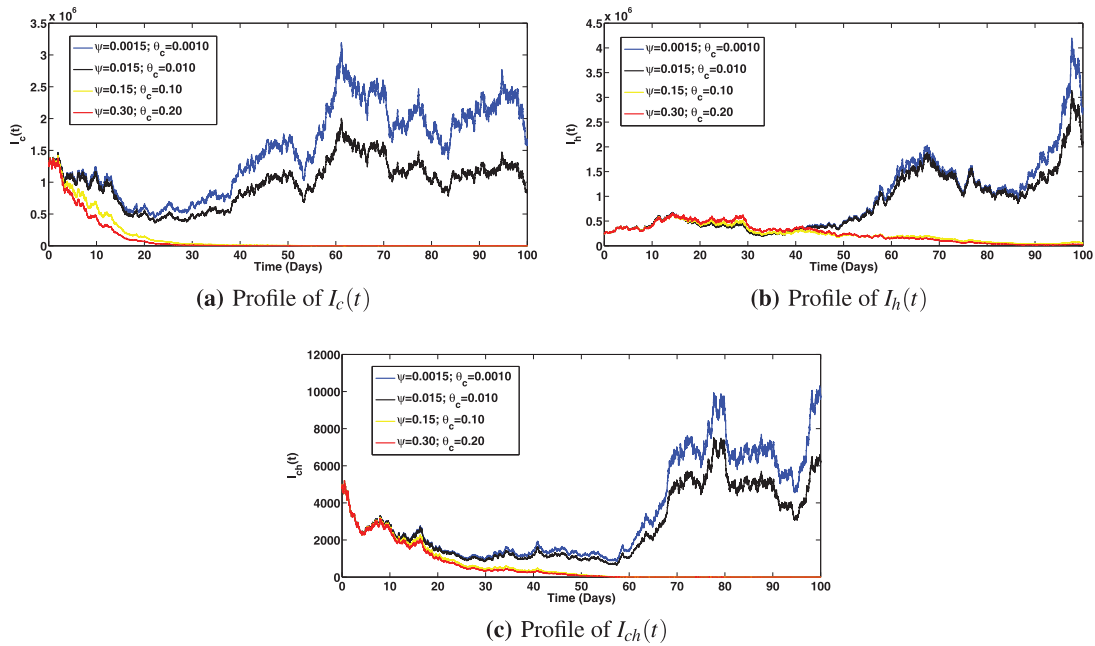 x 10^6
3.5
3
2.5
2
1.5
1
0.5
0
I_c(t)
ψ=0.0015; θ_c=0.0010
ψ=0.015; θ_c=0.010
ψ=0.15; θ_c=0.10
ψ=0.30; θ_c=0.20
0 10 20 30 40 50 60 70 80 90 100
Time (Days)
(a) Profile of I_c(t)
x 10^6
4.5
4
3.5
3
2.5
2
1.5
1
0.5
0
I_h(t)
ψ=0.0015; θ_c=0.0010
ψ=0.015; θ_c=0.010
ψ=0.15; θ_c=0.10
ψ=0.30; θ_c=0.20
0 10 20 30 40 50 60 70 80 90 100
Time (Days)
(b) Profile of I_h(t)
12000
10000
8000
6000
4000
2000
0
I_ch(t)
ψ=0.0015; θ_c=0.0010
ψ=0.015; θ_c=0.010
ψ=0.15; θ_c=0.10
ψ=0.30; θ_c=0.20
0 10 20 30 40 50 60 70 80 90 100
Time (Days)
(c) Profile of I_ch(t)